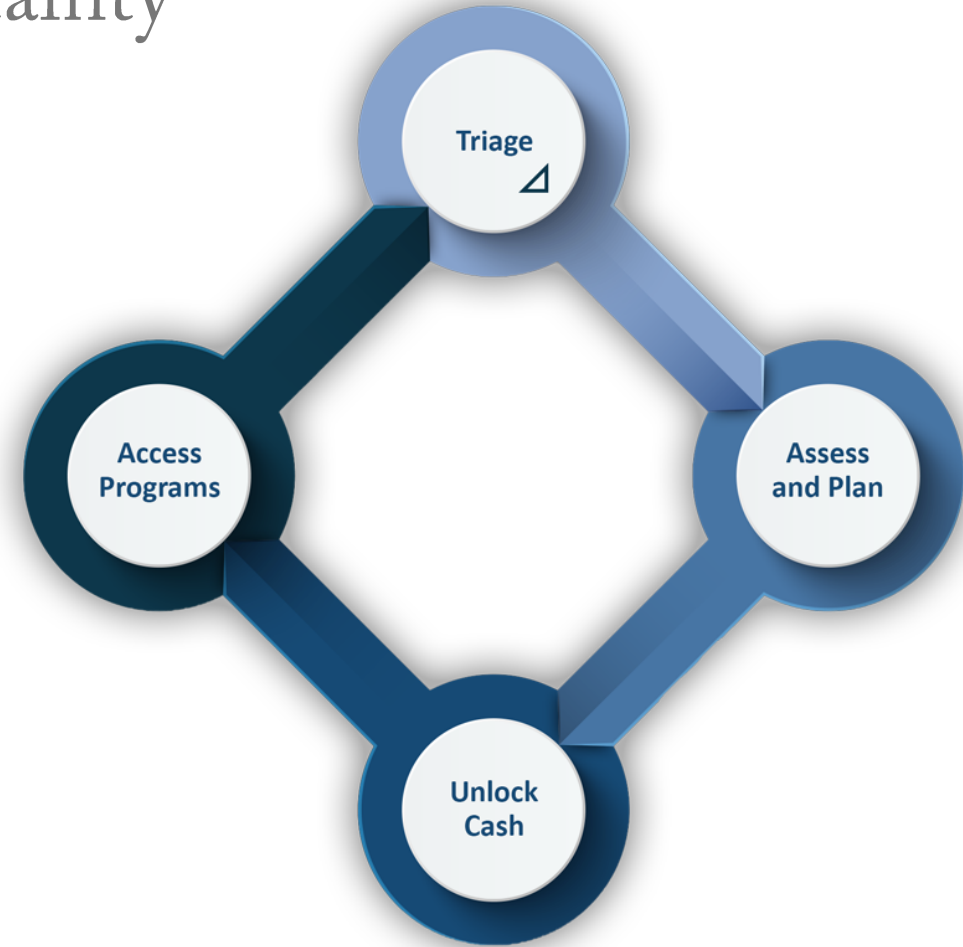 Triage
Assess
and Plan
Access
Programs
Unlock
Cash